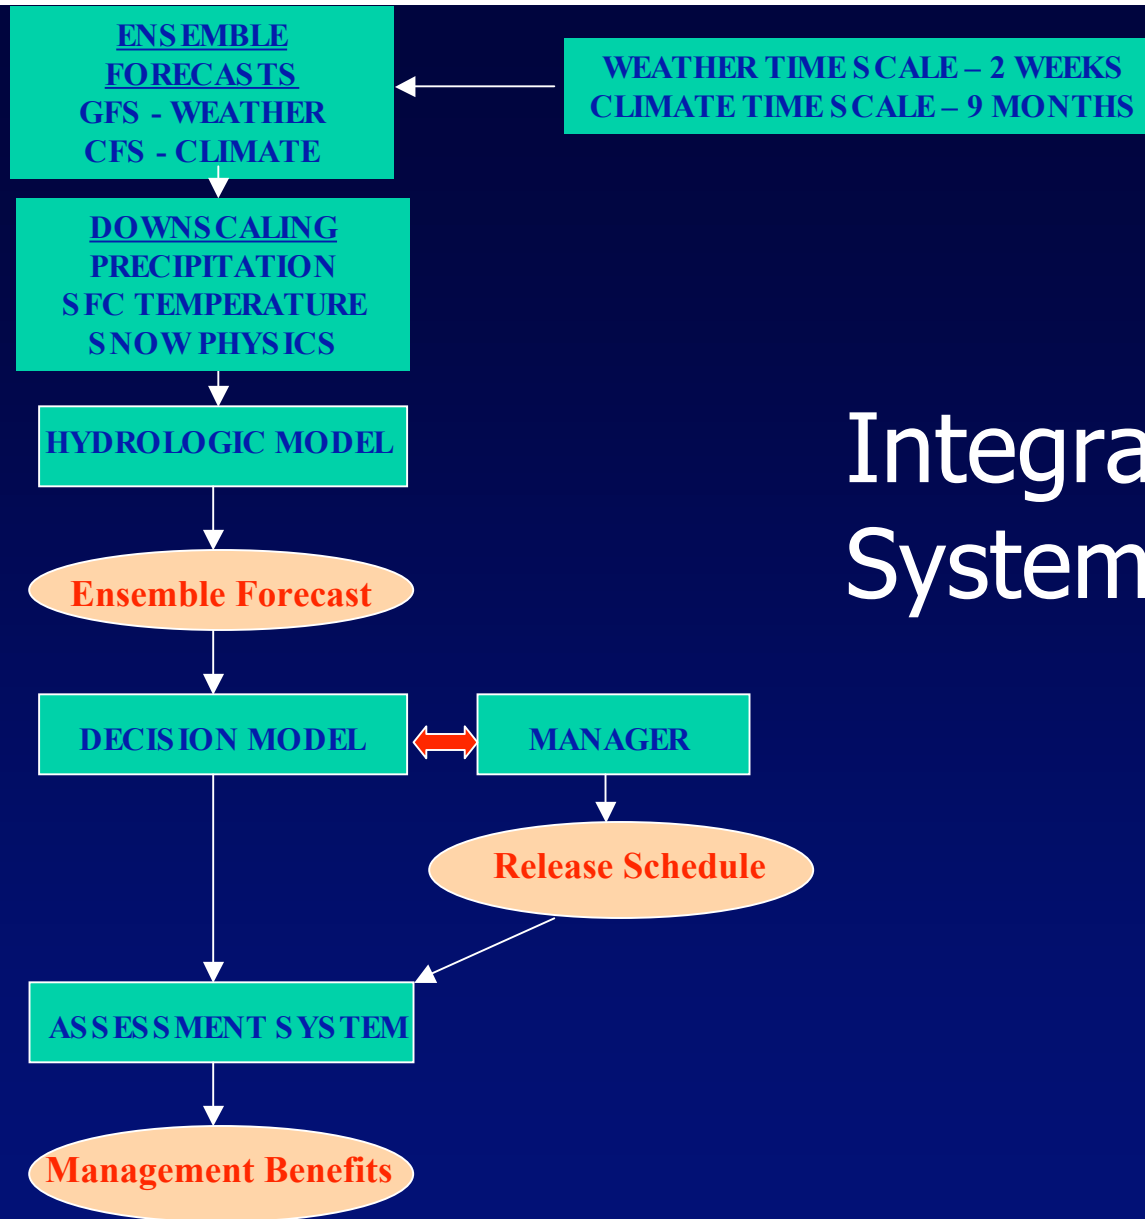 ENSEMBLE
FORECASTS
GFS - WEATHER
CFS - CLIMATE
WEATHER TIME SCALE – 2 WEEKS
CLIMATE TIME SCALE – 9 MONTHS
DOWNSCALING
PRECIPITATION
SFC TEMPERATURE
SNOW PHYSICS
HYDROLOGIC MODEL
Integra
System
Ensemble Forecast
DECISION MODEL
MANAGER
Release Schedule
ASSESSMENT SYSTEM
Management Benefits